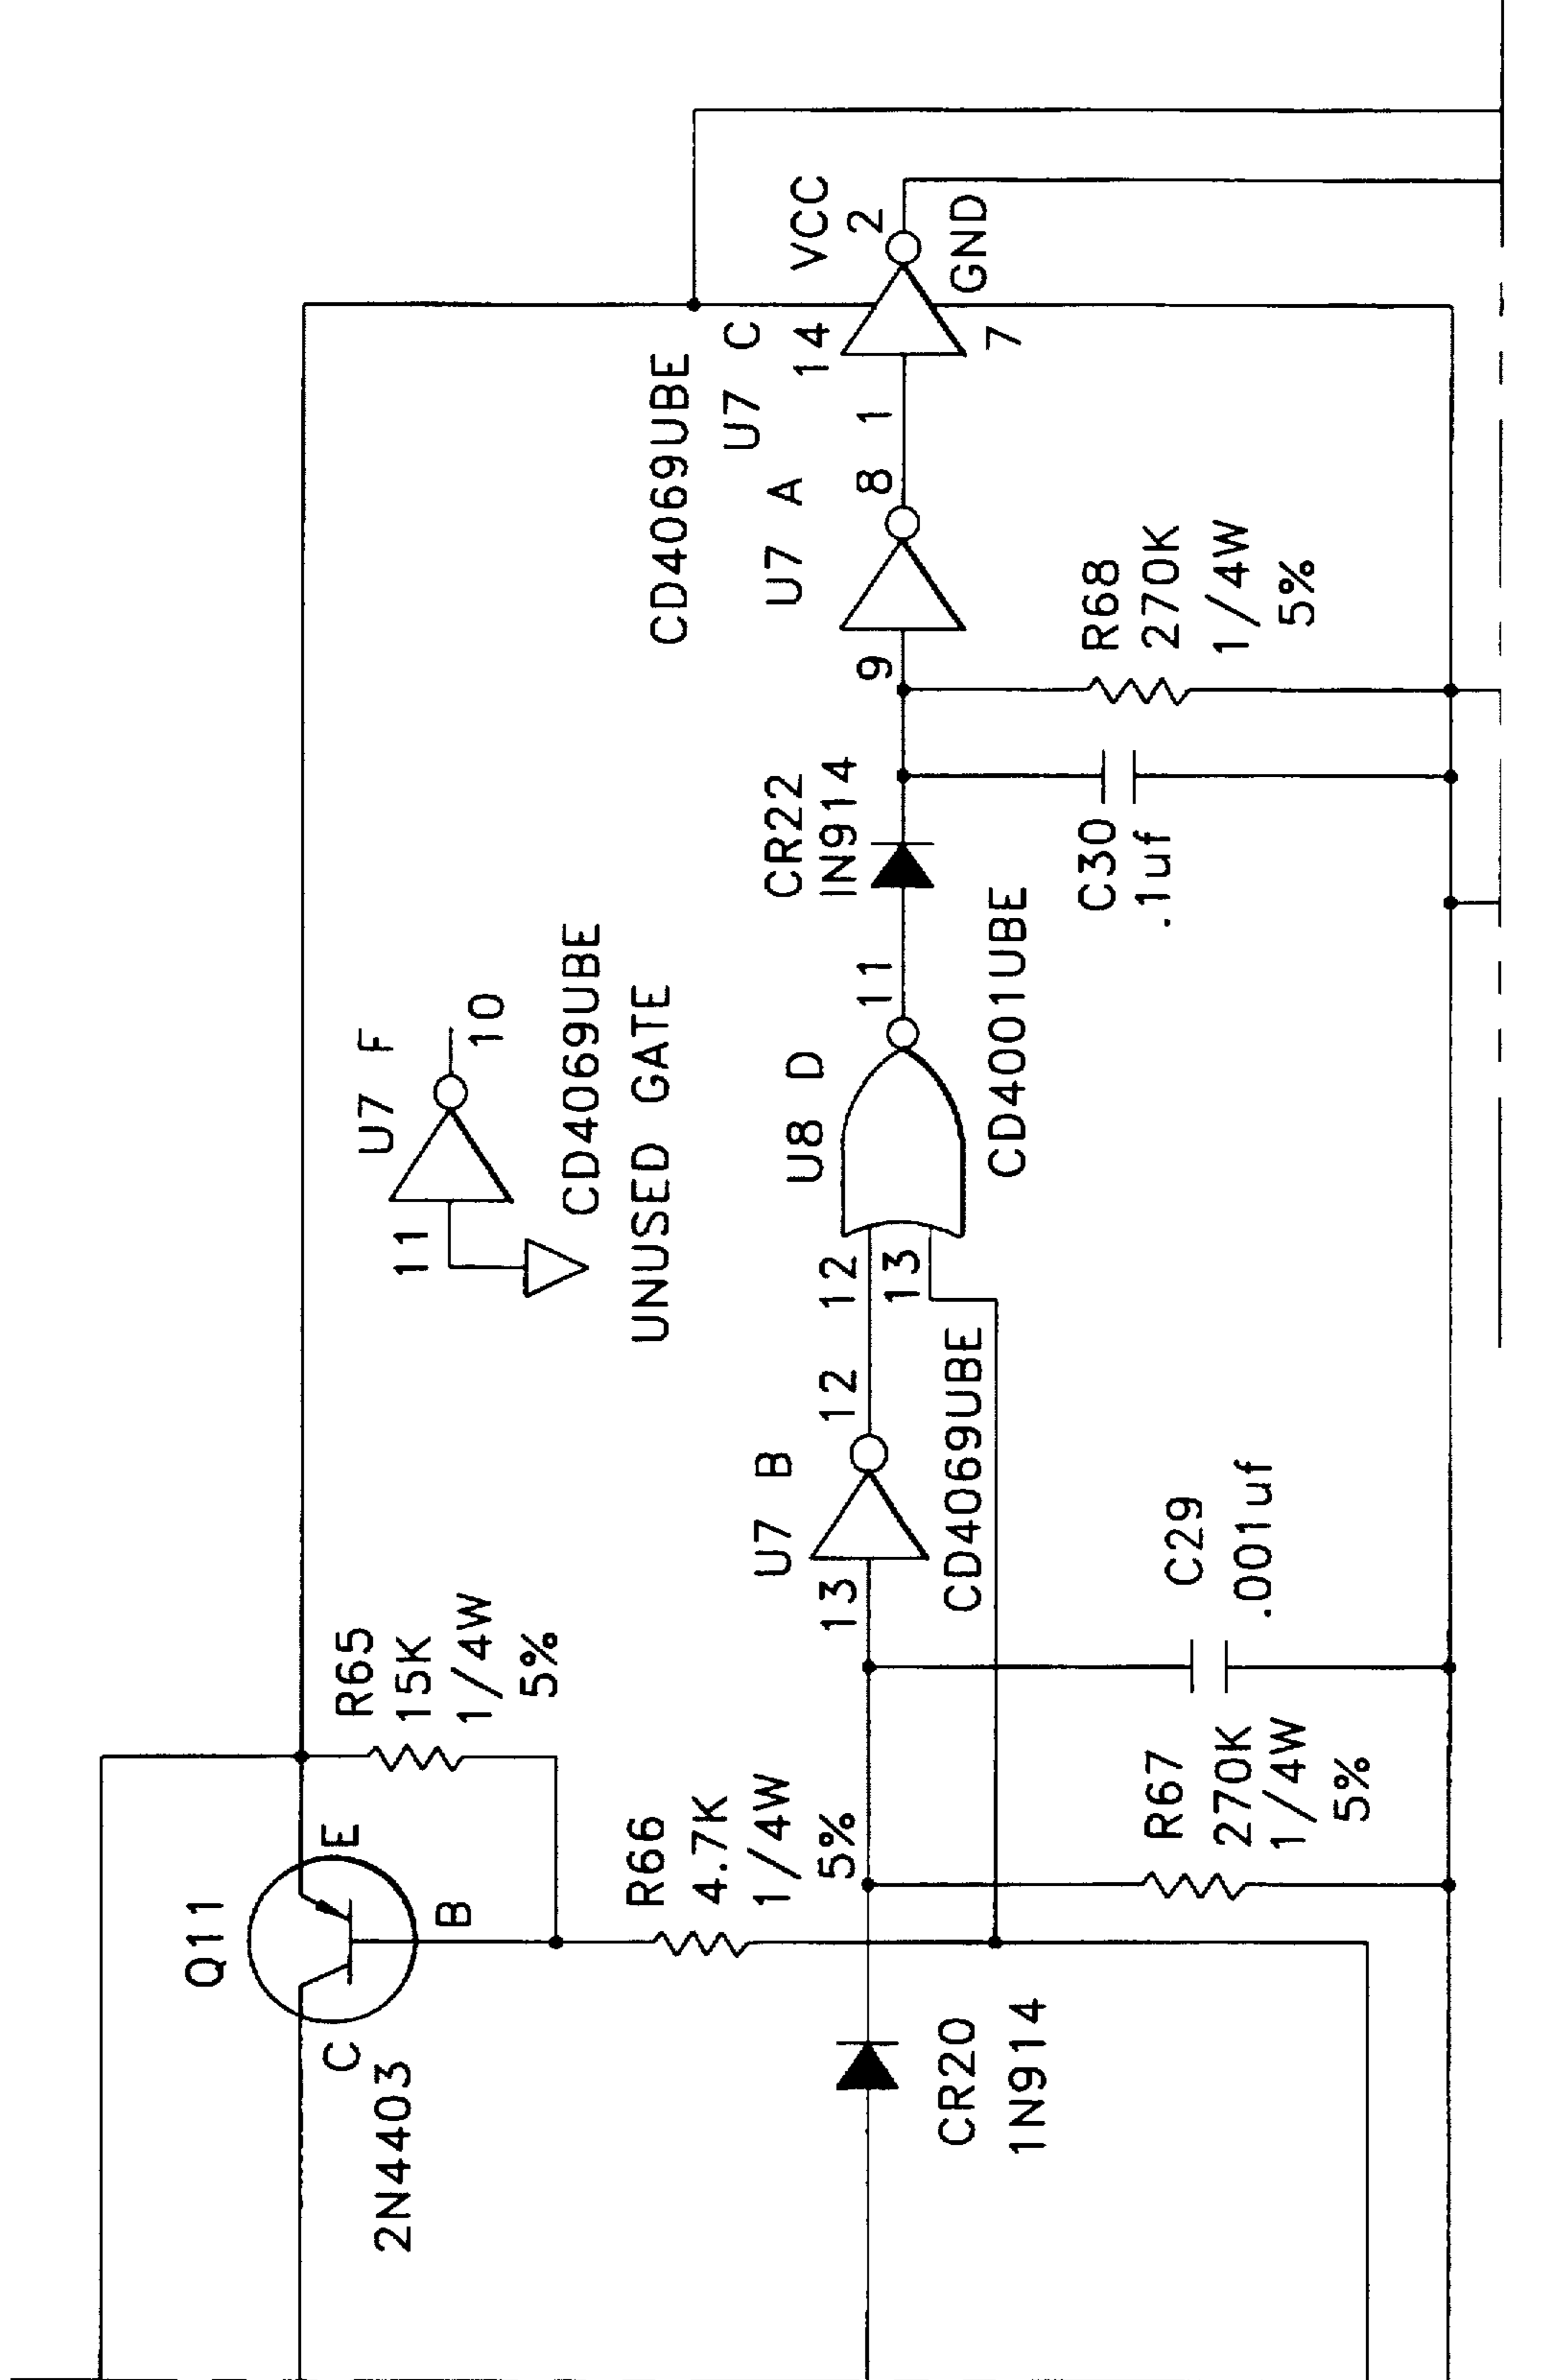 Q11
C
E
B
2N4403
R65
15K
1/4W
5%
R66
4.7K
1/4W
5%
CR20
1N914
R67
270K
1/4W
5%
C29
.001uf
U7 B
13
12
CD4069UBE
U7 F
11
10
CD4069UBE
UNUSED GATE
U8 D
12
13
11
CD4001UBE
CR22
IN914
C30
.1uf
R68
270K
1/4W
5%
CD4069UBE
U7 A
9
8
U7 C
1
14
VCC
2
GND
7